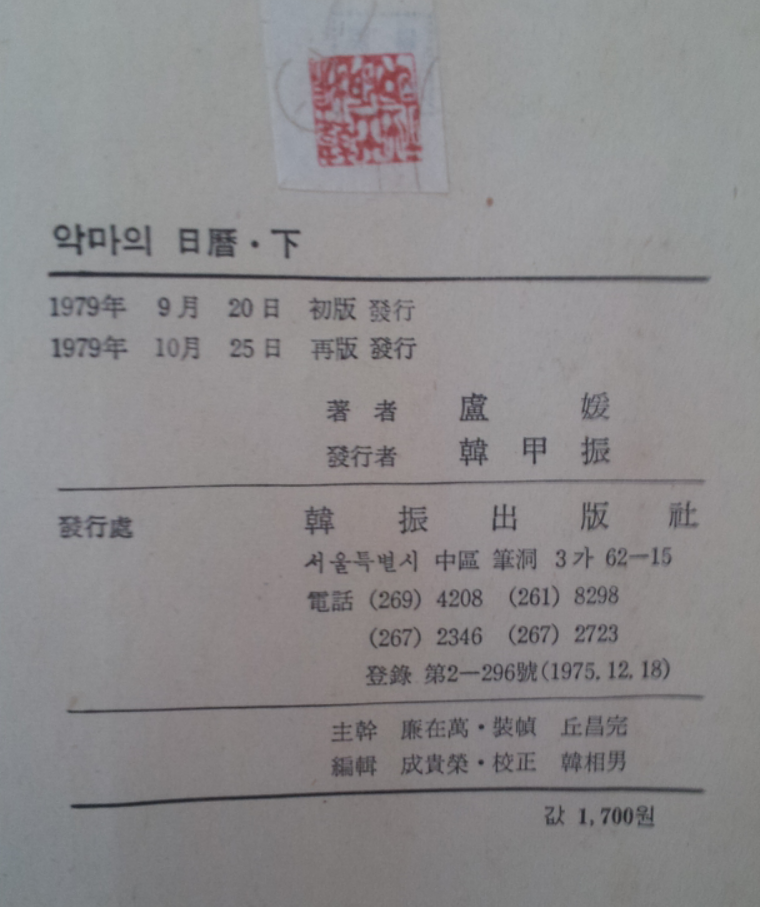 악마의 日曆·下
1979年 9月 20日 初版 發行
1979年 10月 25日 再版 發行
著者 盧媛
發行者 韓甲振
發行處 韓振出版社
서울특별시 中區 筆洞 3가 62—15
電話 (269) 4208 (261) 8298
(267) 2346 (267) 2723
登錄 第2—296號(1975.12.18)
主幹 廉在萬·裝幀 丘昌完
編輯 成貴榮·校正 韓相男
값 1,700원